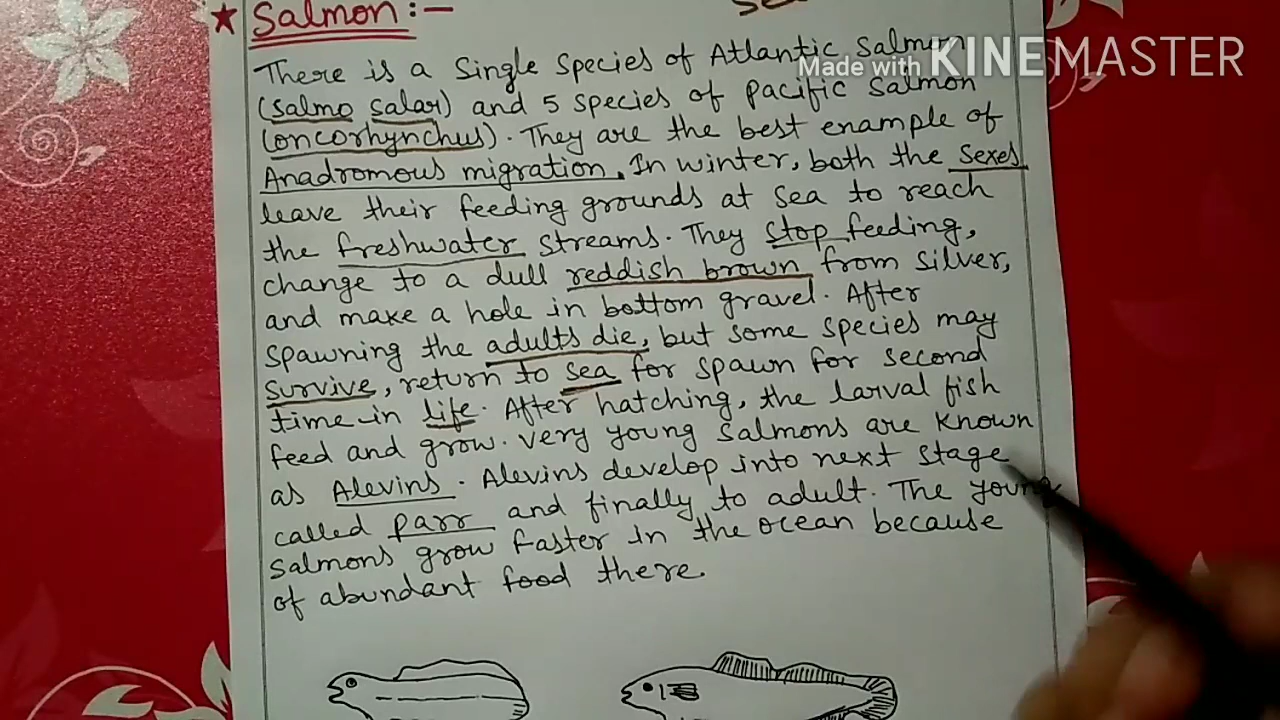 ★ Salmon :-
There is a Single Species of Atlantic Salmon
Made with KINEMASTER
(Salmo Salar) and 5 Species of Pacific Salmon
(oncorhynchus). They are the best enample of
Anadromous migration. In winter, both the Sexes
leave their feeding grounds at Sea to reach
the freshwater streams. They stop feeding,
change to a dull reddish brown from silver,
and make a hole in bottom gravel. After
spawning the adults die, but some species may
survive, return to sea for spawn for second
time in life. After hatching, the larval fish
feed and grow. Very young Salmons are Known
as Alevins. Alevins develop into next stage
called Parr and finally to adult. The young
Salmons grow faster in the ocean because
of abundant food there.